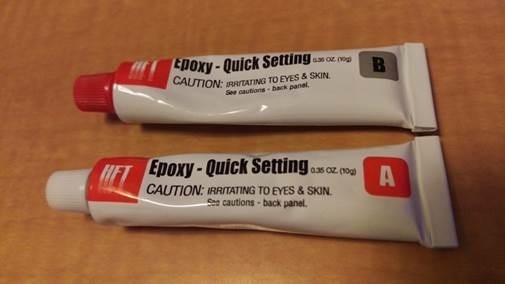 HFT
Epoxy - Quick Setting 0.35 OZ. (10g)
B
CAUTION: IRRITATING TO EYES & SKIN.
See cautions - back panel.
HFT
Epoxy - Quick Setting 0.35 OZ. (10g)
A
CAUTION: IRRITATING TO EYES & SKIN.
See cautions - back panel.